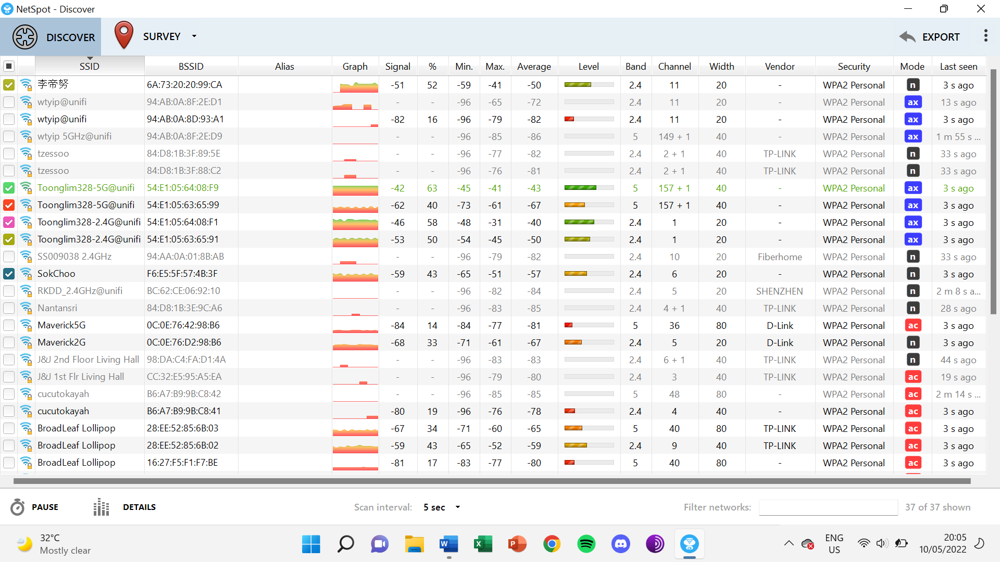 NetSpot - Discover
DISCOVER SURVEY EXPORT
SSID BSSID Alias Graph Signal % Min. Max. Average Level Band Channel Width Vendor Security Mode Last seen
李帝努 6A:73:20:20:99:CA -51 52 -59 -41 -50 2.4 11 20 - WPA2 Personal n 3 s ago
wtyip@unifi 94:AB:0A:8F:2E:D1 - - -96 -65 -72 2.4 11 20 - WPA2 Personal ax 13 s ago
wtyip@unifi 94:AB:0A:8D:93:A1 -82 16 -96 -79 -82 2.4 11 20 - WPA2 Personal ax 3 s ago
wtyip 5GHz@unifi 94:AB:0A:8F:2E:D9 - - -96 -85 -86 5 149 + 1 40 - WPA2 Personal ax 1 m 55 s ...
tzessoo 84:D8:1B:3F:89:5E - - -96 -77 -82 2.4 2 + 1 40 TP-LINK WPA2 Personal n 33 s ago
tzessoo 84:D8:1B:3F:88:C2 - - -96 -76 -81 2.4 2 + 1 40 TP-LINK WPA2 Personal n 33 s ago
Toonglim328-5G@unifi 54:E1:05:64:08:F9 -42 63 -45 -41 -43 5 157 + 1 40 - WPA2 Personal ax 3 s ago
Toonglim328-5G@unifi 54:E1:05:63:65:99 -62 40 -73 -61 -67 5 157 + 1 40 - WPA2 Personal ax 3 s ago
Toonglim328-2.4G@unifi 54:E1:05:64:08:F1 -46 58 -48 -31 -40 2.4 1 20 - WPA2 Personal ax 3 s ago
Toonglim328-2.4G@unifi 54:E1:05:63:65:91 -53 50 -54 -45 -50 2.4 1 20 - WPA2 Personal ax 3 s ago
SS009038 2.4GHz 94:AA:0A:01:8B:AB - - -96 -79 -82 2.4 10 20 Fiberhome WPA2 Personal n 33 s ago
SokChoo F6:E5:5F:57:4B:3F -59 43 -65 -51 -57 2.4 6 20 - WPA2 Personal n 3 s ago
RKDD_2.4GHz@unifi BC:62:CE:06:92:10 - - -96 -82 -84 2.4 5 20 SHENZHEN WPA2 Personal n 2 m 8 s a...
Nantansri 84:D8:1B:3E:9C:A6 - - -96 -83 -85 2.4 4 + 1 40 TP-LINK WPA2 Personal n 28 s ago
Maverick5G 0C:0E:76:42:98:B6 -84 14 -84 -77 -81 5 36 80 D-Link WPA2 Personal ac 3 s ago
Maverick2G 0C:0E:76:D2:98:B6 -68 33 -71 -61 -67 2.4 5 20 D-Link WPA2 Personal n 3 s ago
J&J 2nd Floor Living Hall 98:DA:C4:FA:D1:4A - - -96 -83 -83 2.4 6 + 1 40 TP-LINK WPA2 Personal n 44 s ago
J&J 1st Flr Living Hall CC:32:E5:95:A5:EA - - -96 -79 -80 2.4 3 40 TP-LINK WPA2 Personal ac 19 s ago
cucutokayah B6:A7:B9:9B:C8:42 - - -96 -85 -85 5 48 80 - WPA2 Personal ac 2 m 14 s ...
cucutokayah B6:A7:B9:9B:C8:41 -80 19 -96 -76 -78 2.4 4 40 - WPA2 Personal ac 3 s ago
BroadLeaf Lollipop 28:EE:52:85:6B:03 -67 34 -71 -60 -65 5 40 80 TP-LINK WPA2 Personal ac 3 s ago
BroadLeaf Lollipop 28:EE:52:85:6B:02 -59 43 -65 -52 -59 2.4 9 40 TP-LINK WPA2 Personal ac 3 s ago
BroadLeaf Lollipop 16:27:F5:F1:F7:BE -81 17 -83 -77 -80 5 40 80 - WPA2 Personal ac 3 s ago
PAUSE DETAILS Scan interval: 5 sec Filter networks: 37 of 37 shown
32°C
Mostly clear
W X P
ENG
US
20:05
10/05/2022